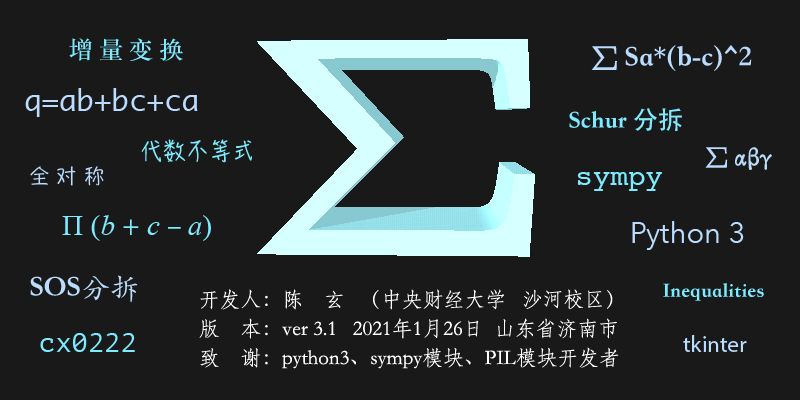 增量变换
∑ Sa*(b-c)^2
q=ab+bc+ca
Schur 分拆
代数不等式
∑ αβγ
全对称
sympy
Π (b + c – a)
Python 3
SOS分拆
Inequalities
cx0222
tkinter
∑
开发人：陈　玄　（中央财经大学　沙河校区）
版　本：ver 3.1　2021年1月26日　山东省济南市
致　谢：python3、sympy模块、PIL模块开发者